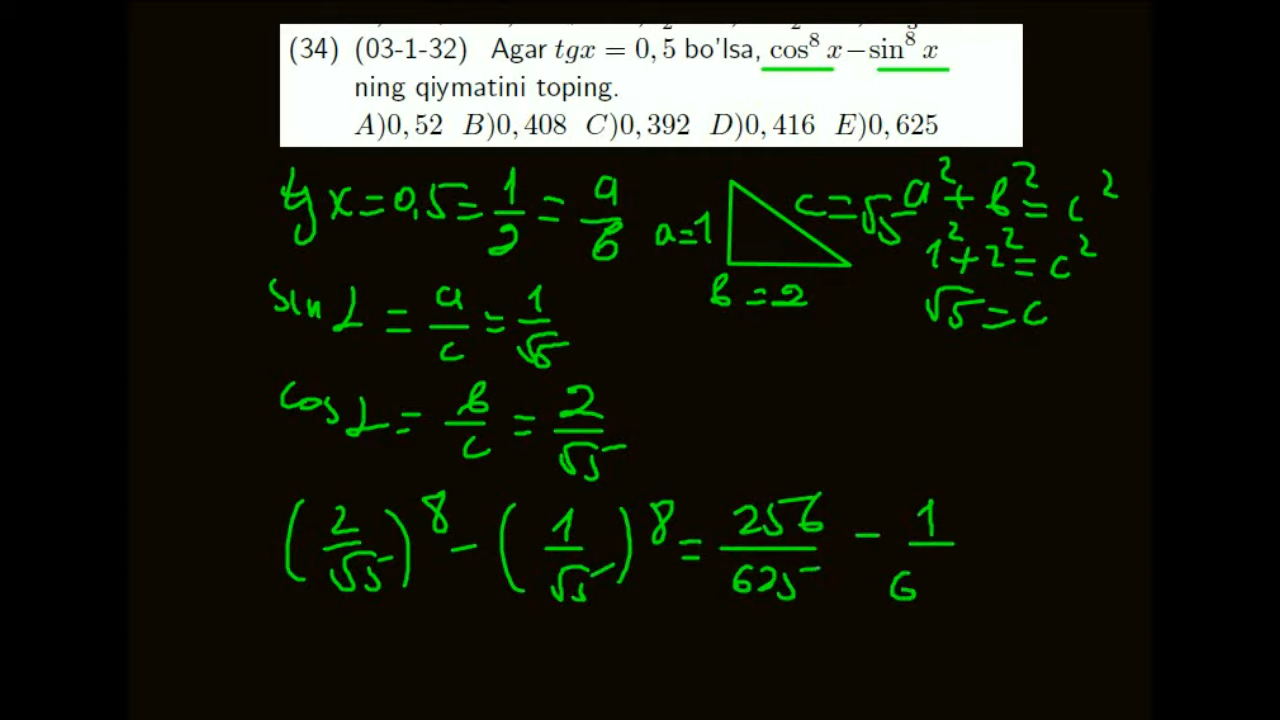 (34) (03-1-32) Agar tgx = 0, 5 bo'lsa, cos⁸ x−sin⁸ x
ning qiymatini toping.
A)0, 52 B)0, 408 C)0, 392 D)0, 416 E)0, 625
tg x = 0,5 = 1/2 = a/b
a=1
c=√5
b=2
a² + b² = c²
1² + 2² = c²
√5 = c
sin α = a/c = 1/√5
cos α = b/c = 2/√5
(2/√5)⁸ − (1/√5)⁸ = 256/625 − 1/6